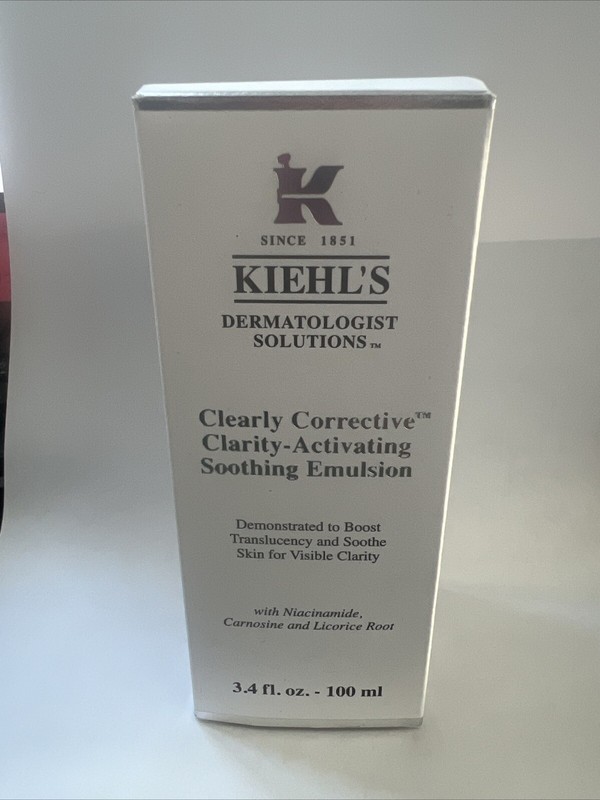 K
SINCE 1851
KIEHL'S
DERMATOLOGIST
SOLUTIONS™
Clearly Corrective™
Clarity-Activating
Soothing Emulsion
Demonstrated to Boost
Translucency and Soothe
Skin for Visible Clarity
with Niacinamide,
Carnosine and Licorice Root
3.4 fl. oz. - 100 ml